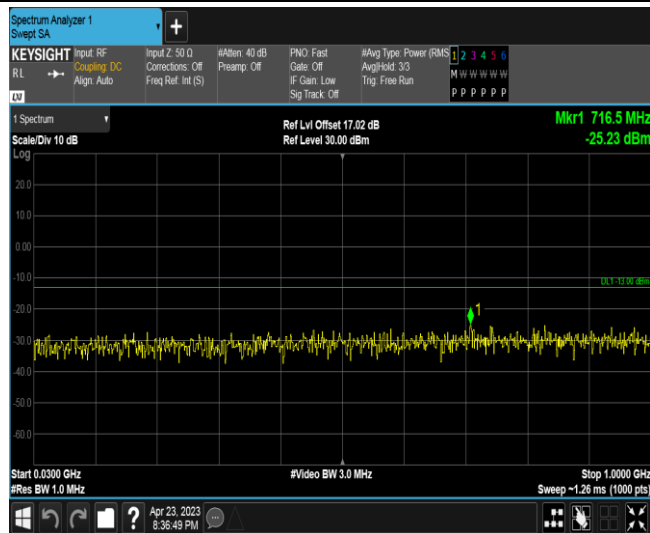 Spectrum Analyzer 1
Swept SA
KEYSIGHT
RL
Input: RF
Coupling: DC
Align: Auto
Input Z: 50 Ω
Corrections: Off
Freq Ref: Int (S)
#Atten: 40 dB
Preamp: Off
PNO: Fast
Gate: Off
IF Gain: Low
Sig Track: Off
#Avg Type: Power (RMS
Avg|Hold: 3/3
Trig: Free Run
1 2 3 4 5 6
M W W W W W
P P P P P P
1 Spectrum
Scale/Div 10 dB
Log
Ref Lvl Offset 17.02 dB
Ref Level 30.00 dBm
Mkr1 716.5 MHz
-25.23 dBm
20.0
10.0
0.00
-10.0
DL1 -13.00 dBm
-20.0
1
-30.0
-40.0
-50.0
-60.0
Start 0.0300 GHz
#Res BW 1.0 MHz
#Video BW 3.0 MHz
Stop 1.0000 GHz
Sweep ~1.26 ms (1000 pts)
?
Apr 23, 2023
8:36:49 PM